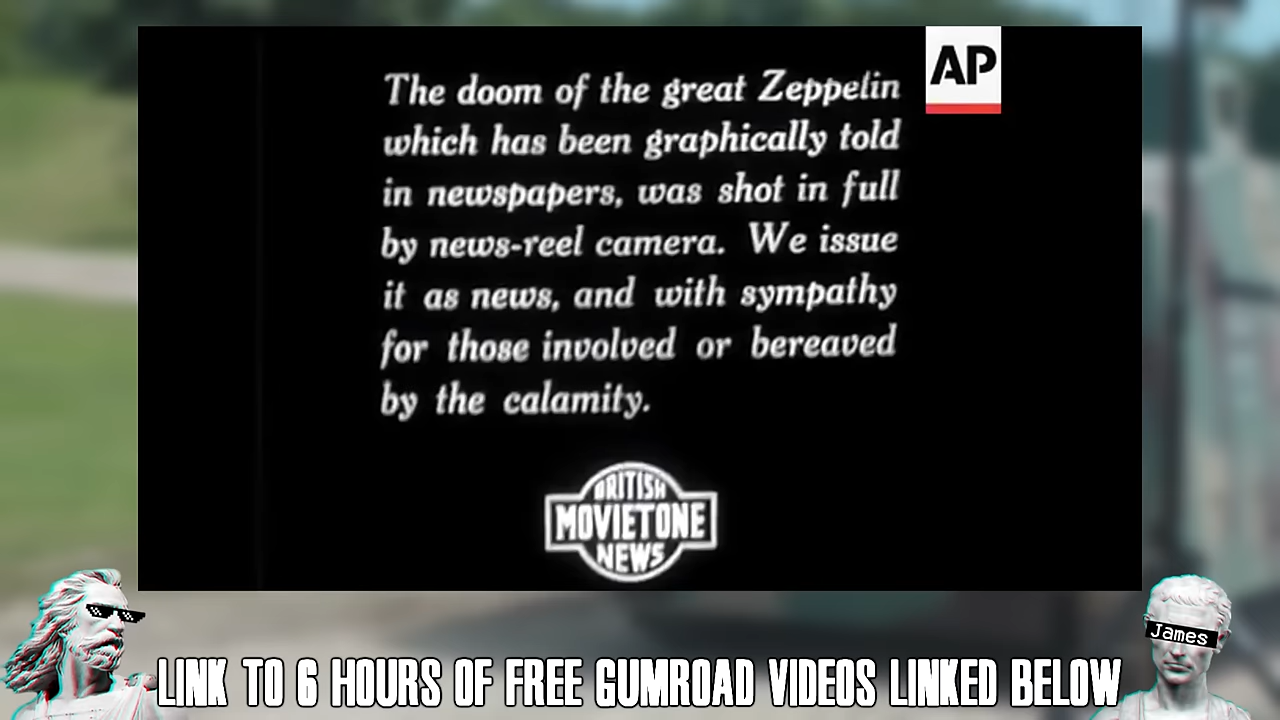 AP
The doom of the great Zeppelin
which has been graphically told
in newspapers, was shot in full
by news-reel camera. We issue
it as news, and with sympathy
for those involved or bereaved
by the calamity.
BRITISH
MOVIETONE
NEWS
James
LINK TO 6 HOURS OF FREE GUMROAD VIDEOS LINKED BELOW